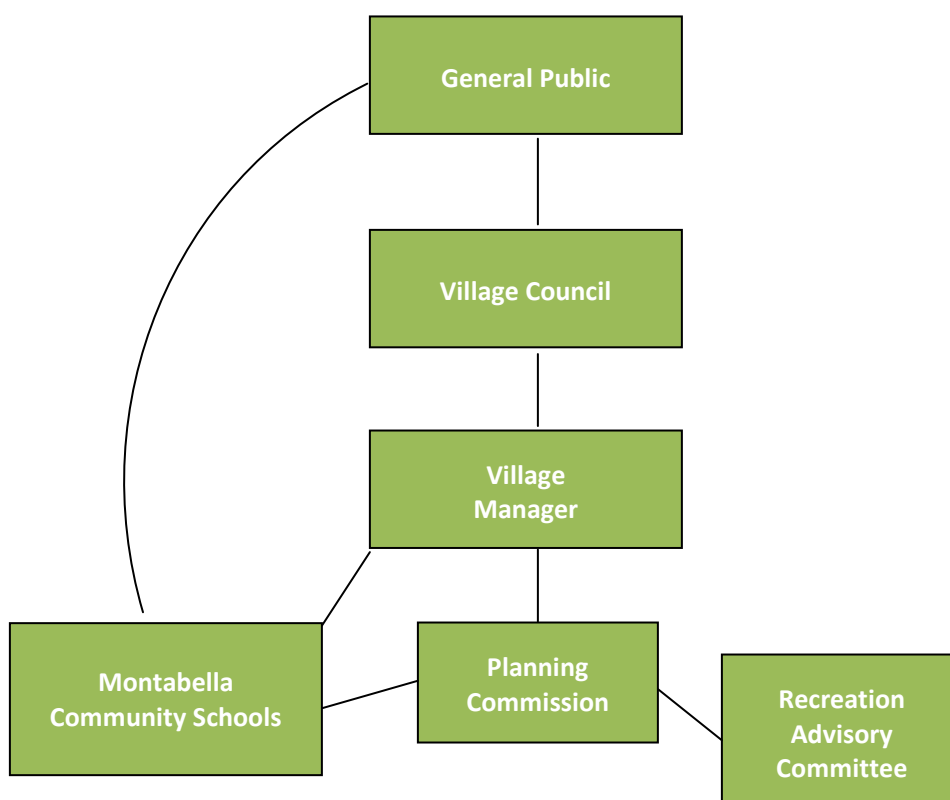 General Public
Village Council
Village
Manager
Montabella
Community Schools
Planning
Commission
Recreation
Advisory
Committee